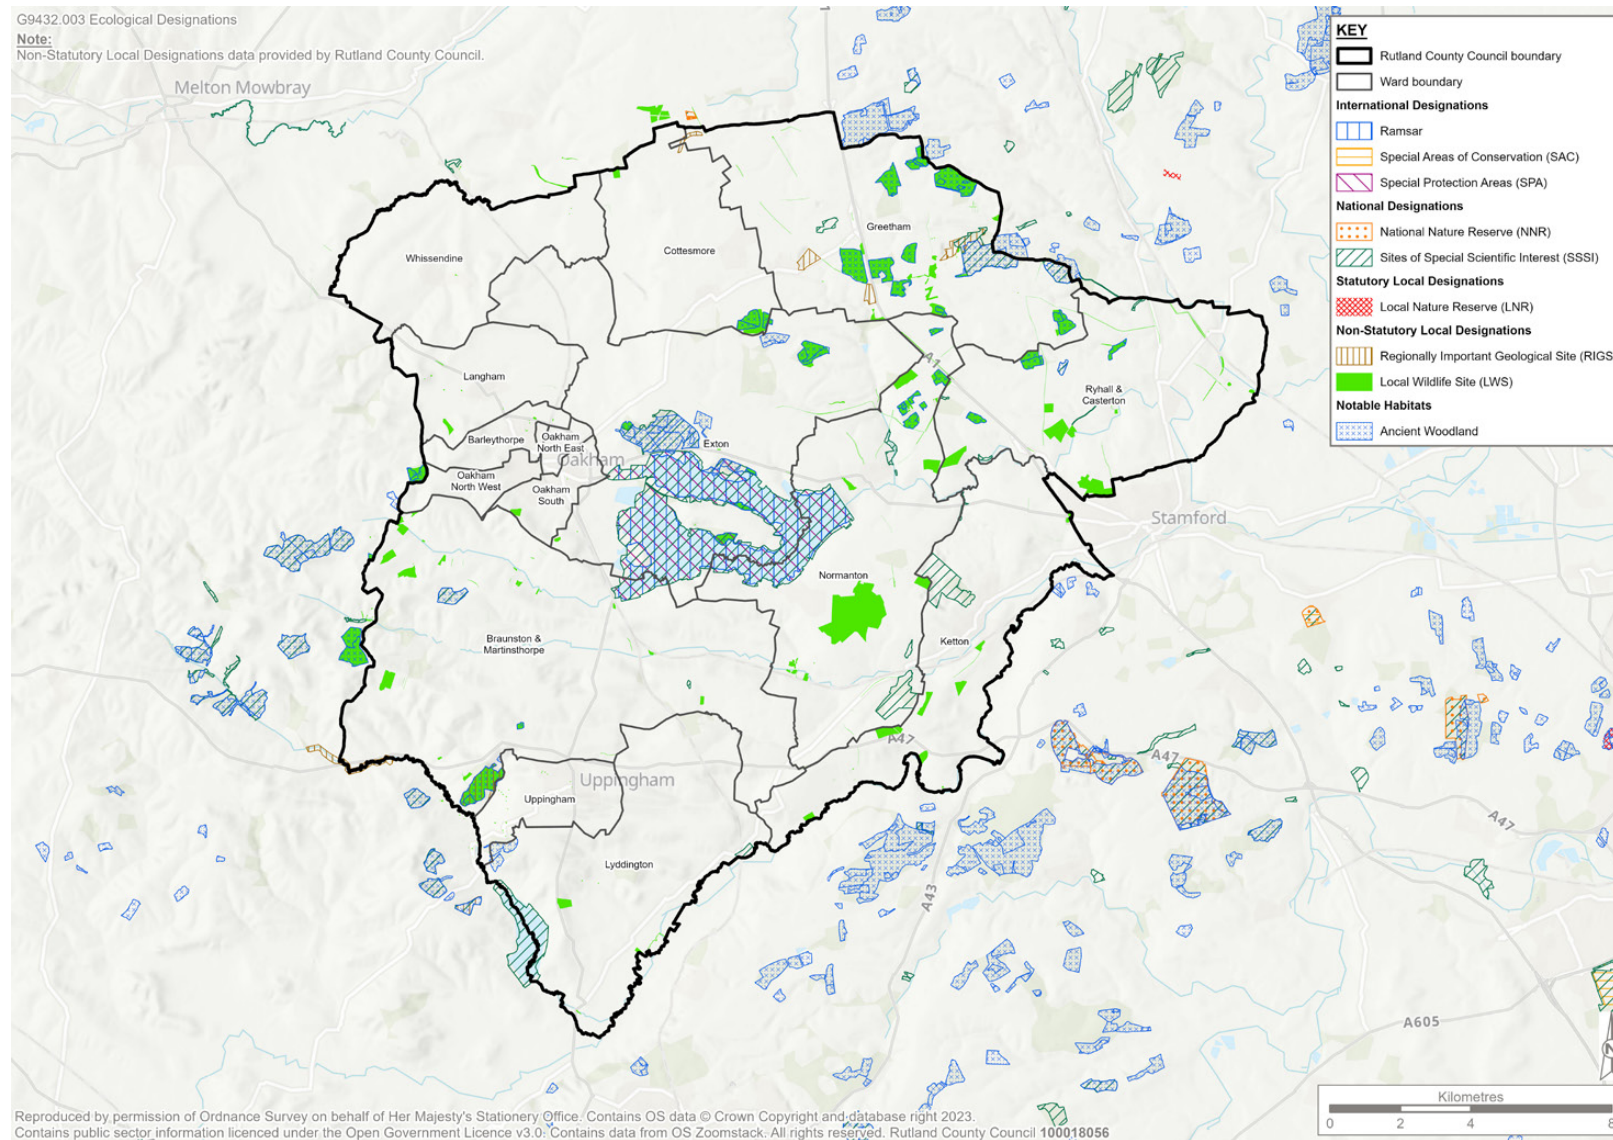 G9432.003 Ecological Designations
Note:
Non-Statutory Local Designations data provided by Rutland County Council.
Melton Mowbray
KEY
Rutland County Council boundary
Ward boundary
International Designations
Ramsar
Special Areas of Conservation (SAC)
Special Protection Areas (SPA)
National Designations
National Nature Reserve (NNR)
Sites of Special Scientific Interest (SSSI)
Statutory Local Designations
Local Nature Reserve (LNR)
Non-Statutory Local Designations
Regionally Important Geological Site (RIGS
Local Wildlife Site (LWS)
Notable Habitats
Ancient Woodland
Greetham
Cottesmore
Whissendine
A1
Langham
Ryhall &
Casterton
Barleythorpe
Oakham
North East
Exton
Oakham
Oakham
North West
Oakham
South
Stamford
Normanton
Braunston &
Martinsthorpe
Ketton
A47
A47
Uppingham
Uppingham
A47
Lyddington
A43
A605
N
Kilometres
0 2 4 8
Reproduced by permission of Ordnance Survey on behalf of Her Majesty's Stationery Office. Contains OS data © Crown Copyright and database right 2023.
Contains public sector information licenced under the Open Government Licence v3.0. Contains data from OS Zoomstack. All rights reserved. Rutland County Council 100018056